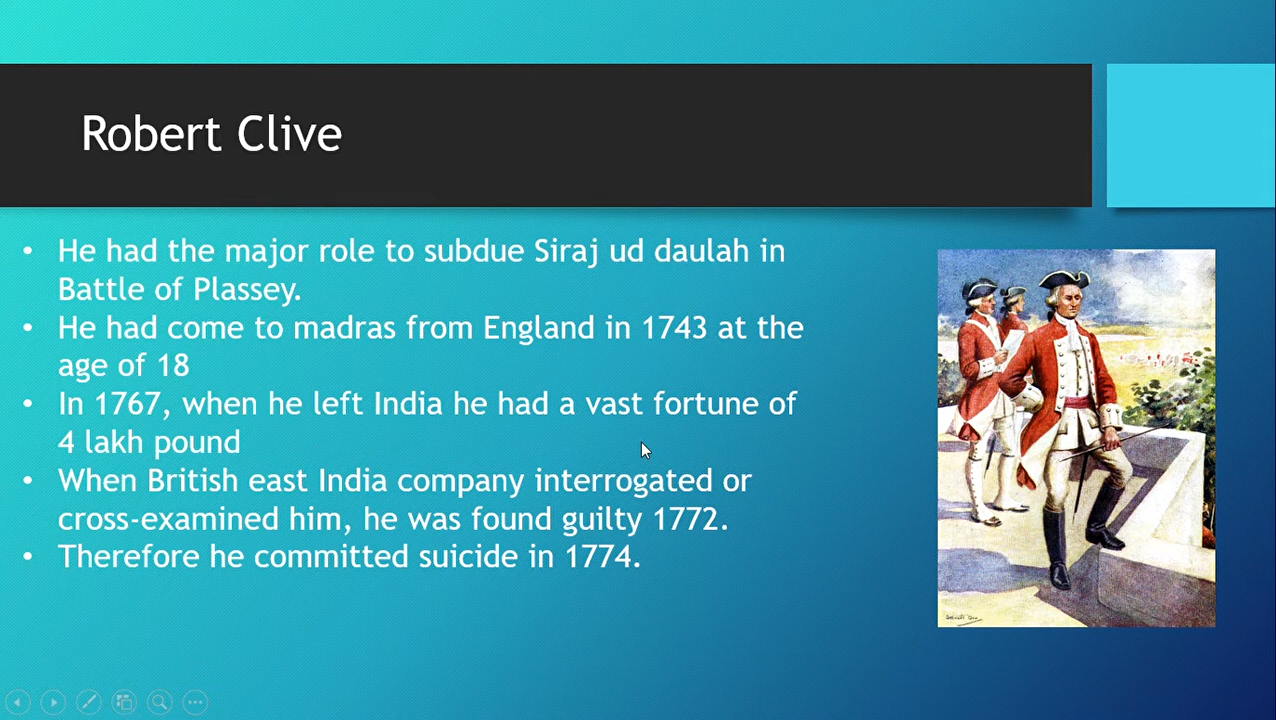 Robert Clive
• He had the major role to subdue Siraj ud daulah in
Battle of Plassey.
• He had come to madras from England in 1743 at the
age of 18
• In 1767, when he left India he had a vast fortune of
4 lakh pound
• When British east India company interrogated or
cross-examined him, he was found guilty 1772.
• Therefore he committed suicide in 1774.